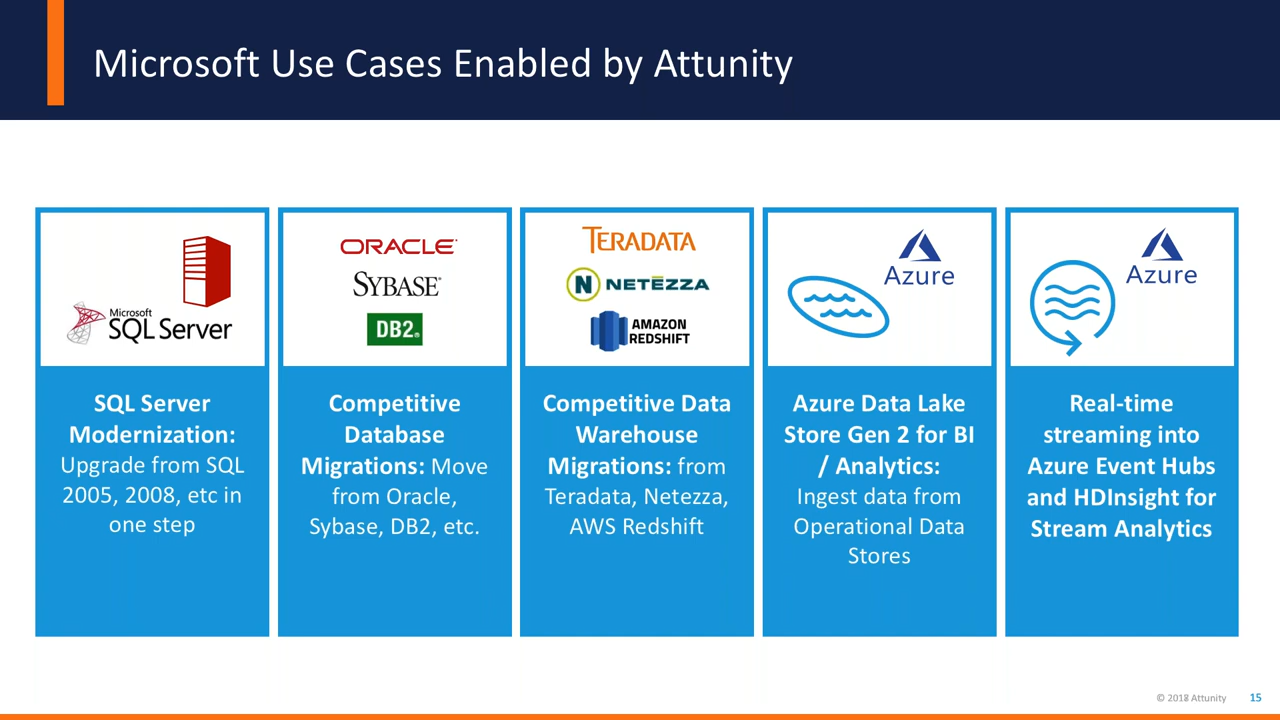 Microsoft Use Cases Enabled by Attunity
Microsoft
SQL Server
SQL Server
Modernization:
Upgrade from SQL
2005, 2008, etc in
one step
ORACLE
SYBASE
DB2
Competitive
Database
Migrations: Move
from Oracle,
Sybase, DB2, etc.
TERADATA
N NETEZZA
AMAZON
REDSHIFT
Competitive Data
Warehouse
Migrations: from
Teradata, Netezza,
AWS Redshift
Azure
Azure Data Lake
Store Gen 2 for BI
/ Analytics:
Ingest data from
Operational Data
Stores
Azure
Real-time
streaming into
Azure Event Hubs
and HDInsight for
Stream Analytics
© 2018 Attunity 15